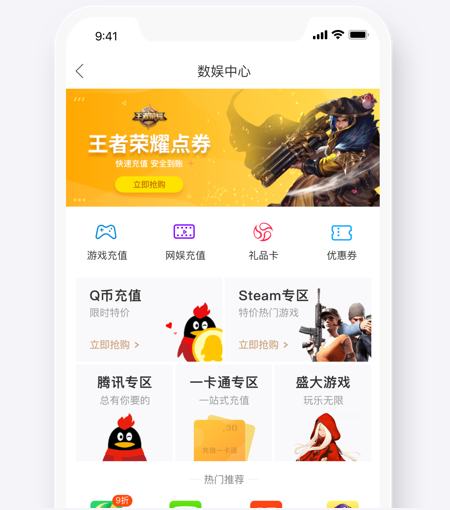 9:41
数娱中心
王者荣耀
王者荣耀点券
快速充值 安全到账
立即抢购
游戏充值
网娱充值
礼品卡
优惠券
Q币充值
限时特价
立即抢购 >
Steam专区
特价热门游戏
立即抢购 >
腾讯专区
总有你要的
一卡通专区
一站式充值
盛大游戏
玩乐无限
热门推荐
9折